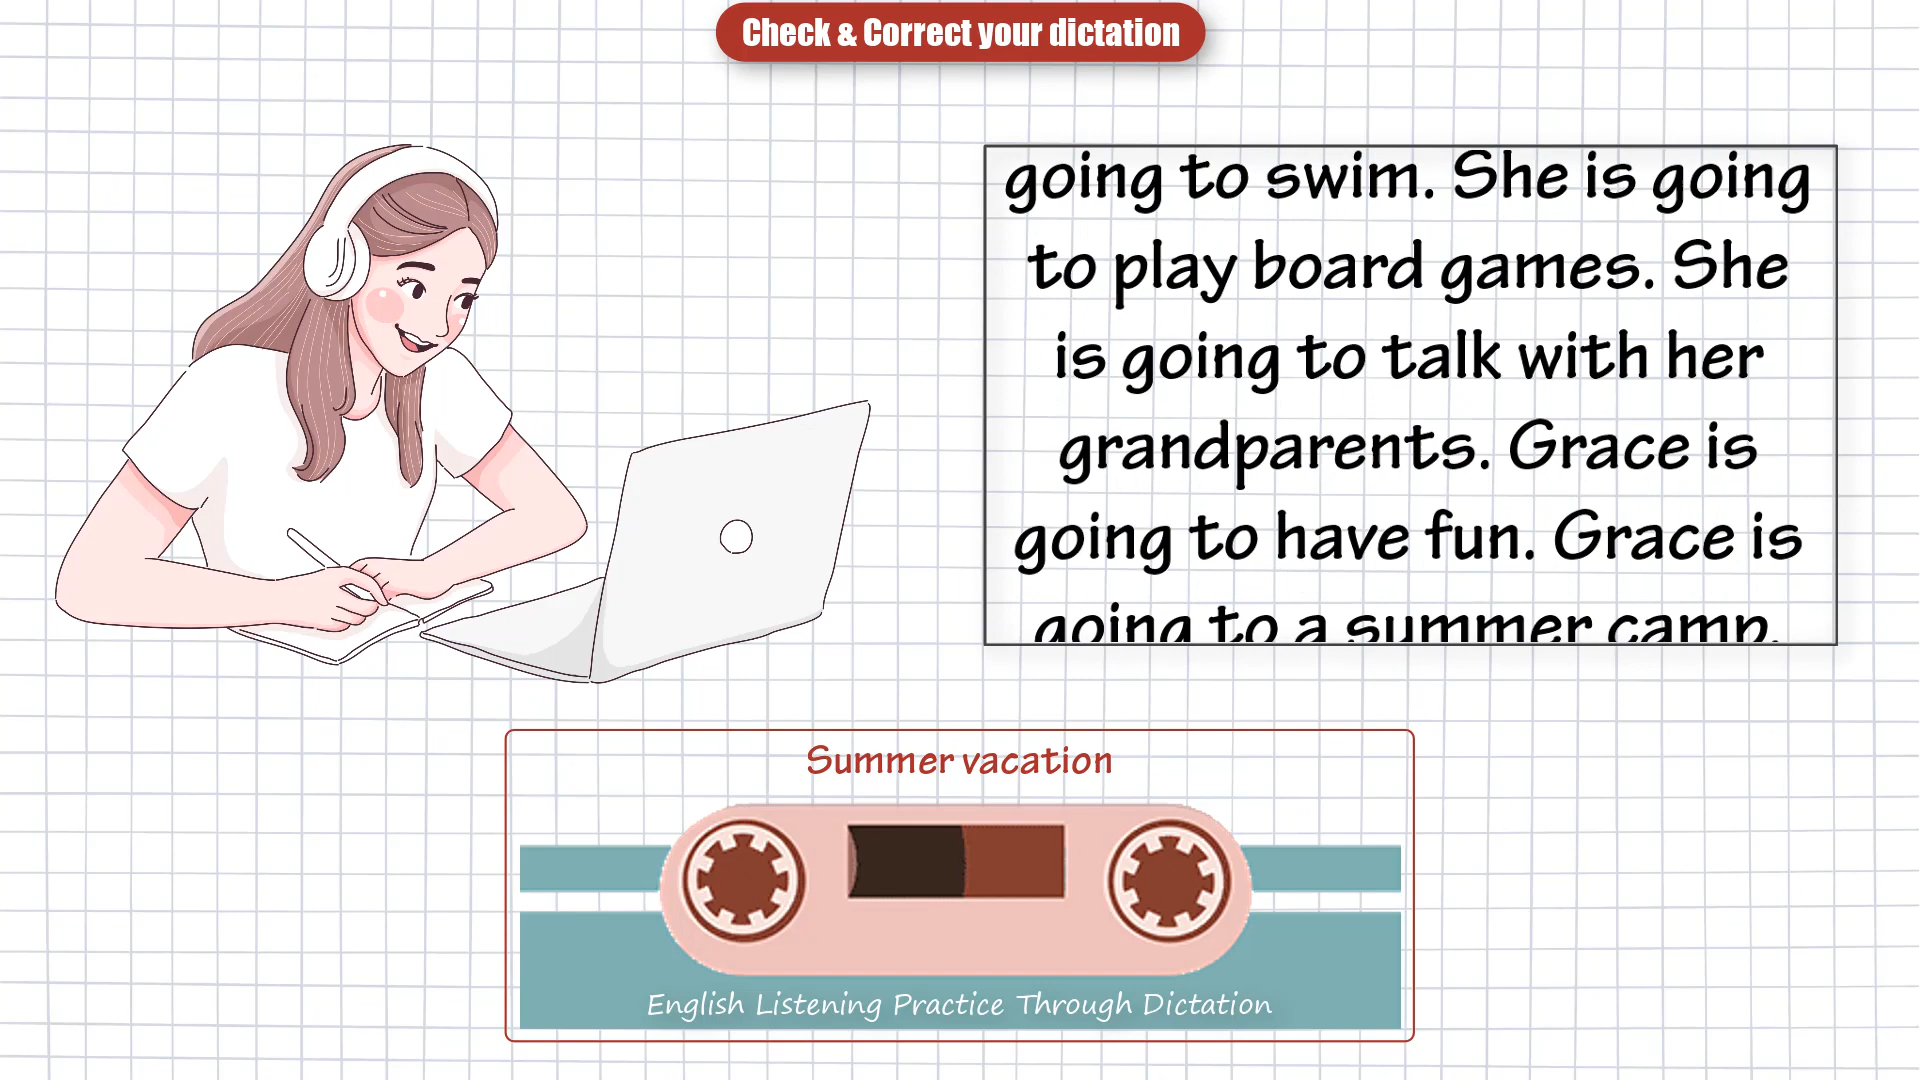 Check & Correct your dictation
going to swim. She is going
to play board games. She
is going to talk with her
grandparents. Grace is
going to have fun. Grace is
going to a summer camp.
Summer vacation
English Listening Practice Through Dictation